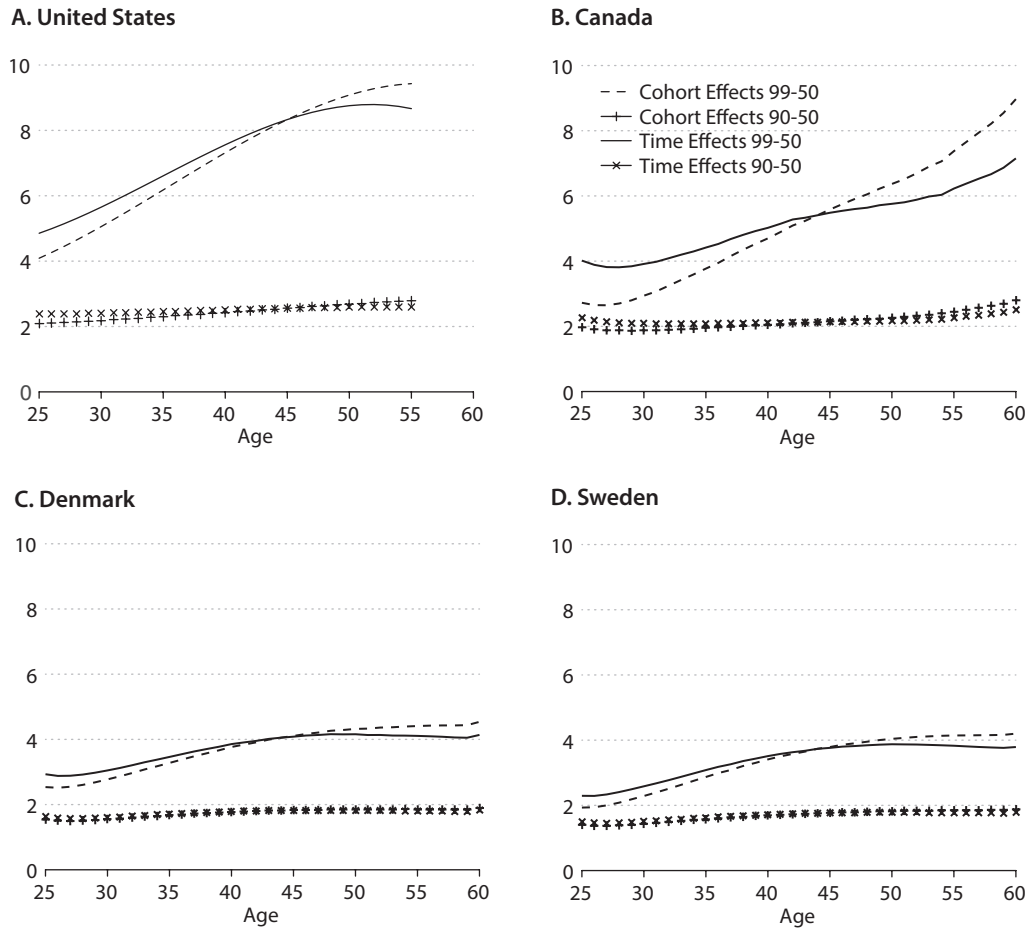 A. United States
10
8
6
4
2
0
25 30 35 40 45 50 55 60
Age
B. Canada
10
8
6
4
2
0
Cohort Effects 99-50
Cohort Effects 90-50
Time Effects 99-50
Time Effects 90-50
25 30 35 40 45 50 55 60
Age
C. Denmark
10
8
6
4
2
0
25 30 35 40 45 50 55 60
Age
D. Sweden
10
8
6
4
2
0
25 30 35 40 45 50 55 60
Age